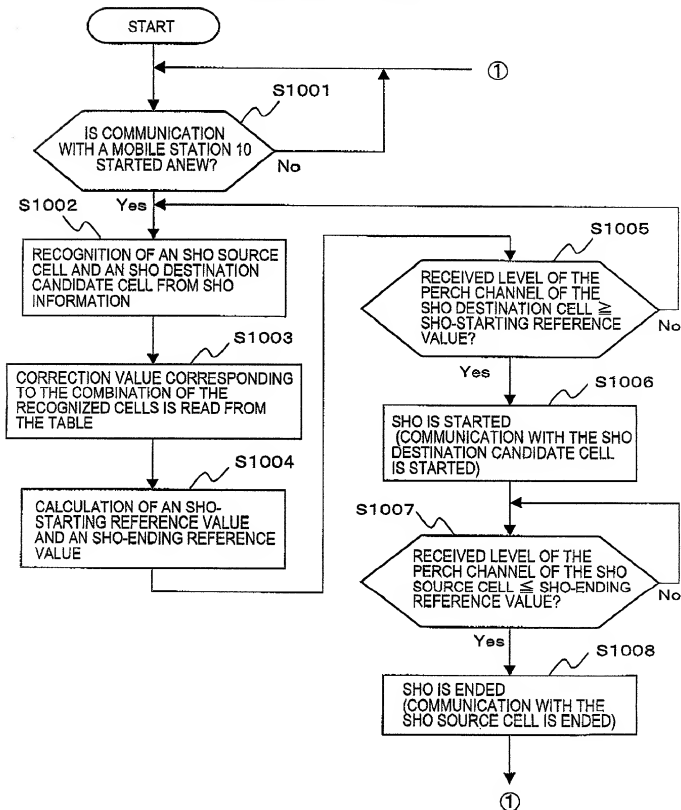 START
①
S1001
IS COMMUNICATION
WITH A MOBILE STATION 10
STARTED ANEW?
No
Yes
S1002
RECOGNITION OF AN SHO SOURCE
CELL AND AN SHO DESTINATION
CANDIDATE CELL FROM SHO
INFORMATION
S1003
CORRECTION VALUE CORRESPONDING
TO THE COMBINATION OF THE
RECOGNIZED CELLS IS READ FROM
THE TABLE
S1004
CALCULATION OF AN SHO-
STARTING REFERENCE VALUE
AND AN SHO-ENDING REFERENCE
VALUE
S1005
RECEIVED LEVEL OF THE
PERCH CHANNEL OF THE
SHO DESTINATION CELL ≧
SHO-STARTING REFERENCE
VALUE?
No
Yes
S1006
SHO IS STARTED
(COMMUNICATION WITH THE SHO
DESTINATION CANDIDATE CELL
IS STARTED)
S1007
RECEIVED LEVEL OF THE
PERCH CHANNEL OF THE SHO
SOURCE CELL ≦ SHO-ENDING
REFERENCE VALUE?
No
Yes
S1008
SHO IS ENDED
(COMMUNICATION WITH THE
SHO SOURCE CELL IS ENDED)
①